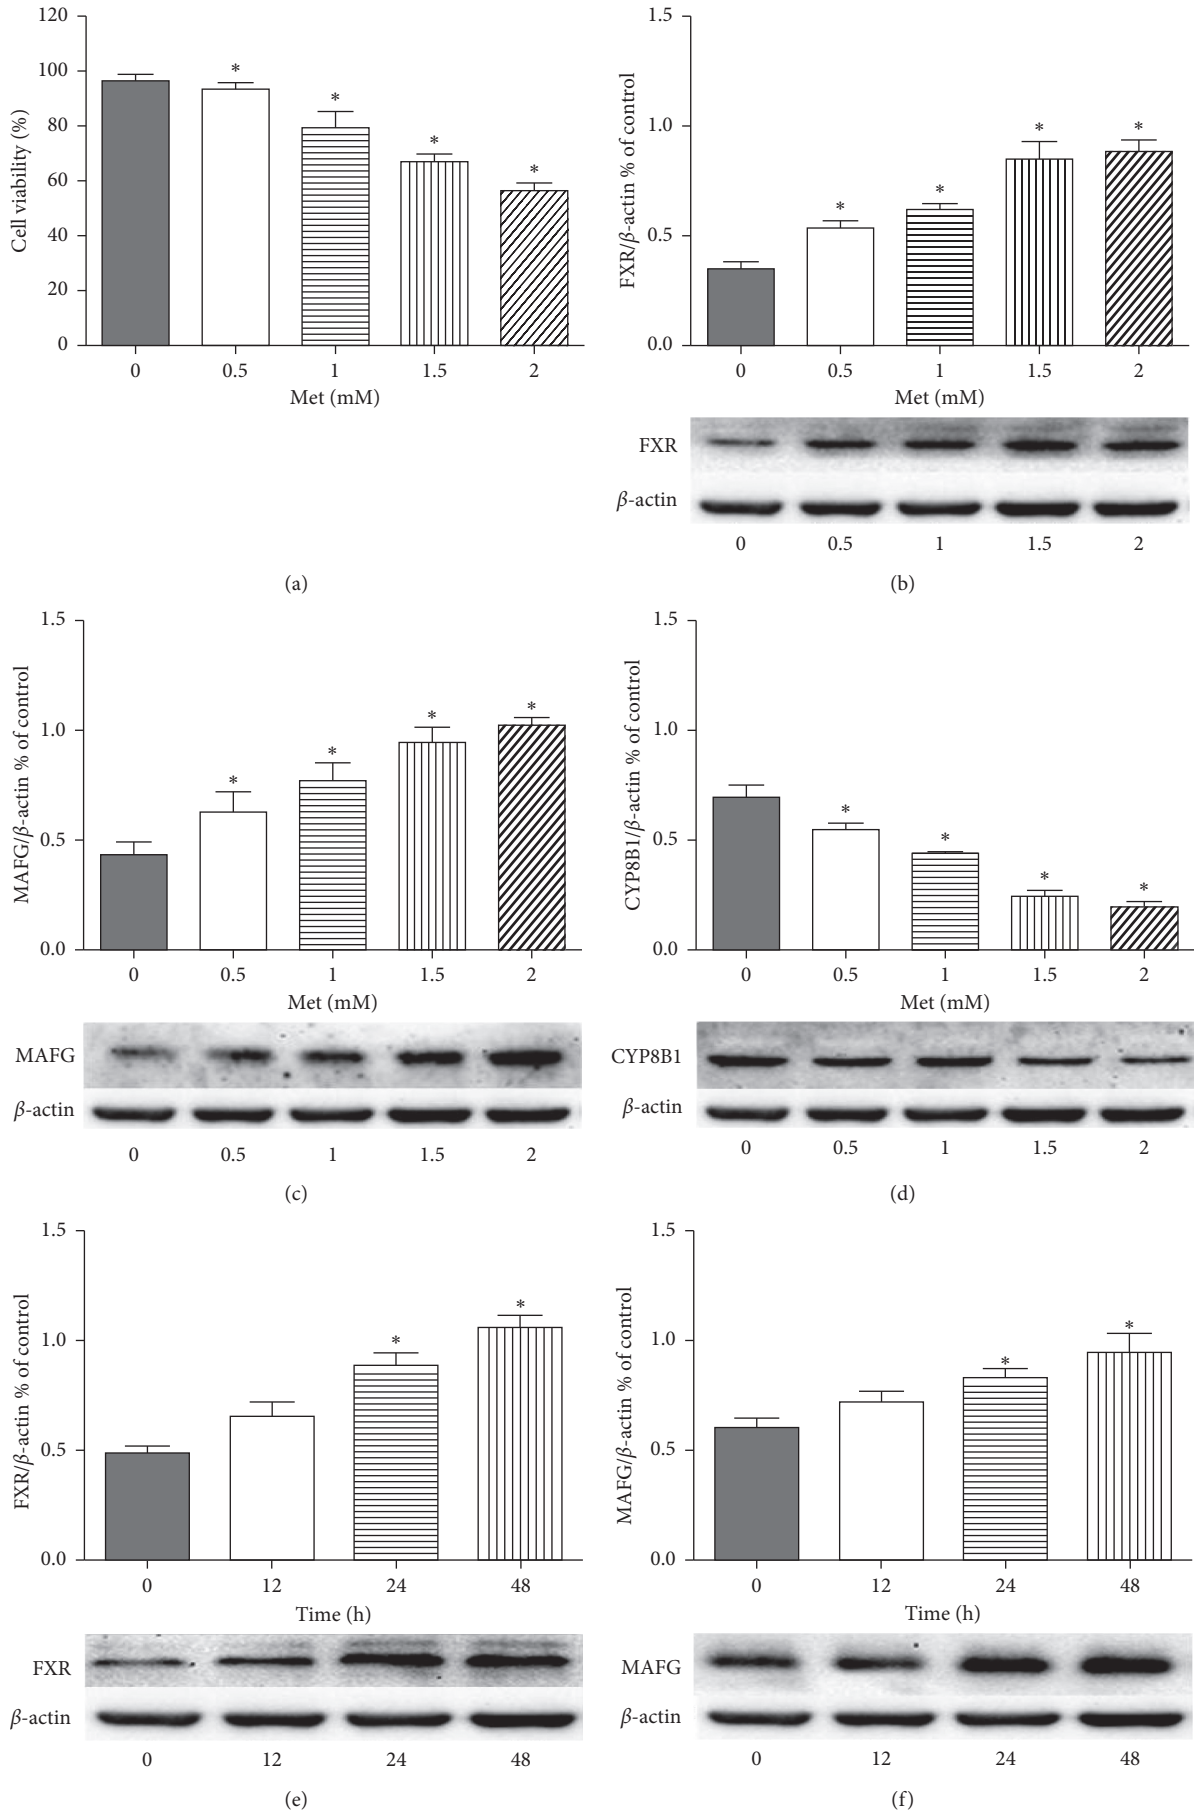 120
100
80
60
40
20
0
Cell viability (%)
* * * *
0 0.5 1 1.5 2
Met (mM)
(a)
1.5
1.0
0.5
0.0
FXR/β-actin % of control
* * * *
0 0.5 1 1.5 2
Met (mM)
FXR
β-actin
0 0.5 1 1.5 2
(b)
1.5
1.0
0.5
0.0
MAFG/β-actin % of control
* * * *
0 0.5 1 1.5 2
Met (mM)
MAFG
β-actin
0 0.5 1 1.5 2
(c)
1.5
1.0
0.5
0.0
CYP8B1/β-actin % of control
* * * *
0 0.5 1 1.5 2
Met (mM)
CYP8B1
β-actin
0 0.5 1 1.5 2
(d)
1.5
1.0
0.5
0.0
FXR/β-actin % of control
* *
0 12 24 48
Time (h)
FXR
β-actin
0 12 24 48
(e)
1.5
1.0
0.5
0.0
MAFG/β-actin % of control
* *
0 12 24 48
Time (h)
MAFG
β-actin
0 12 24 48
(f)